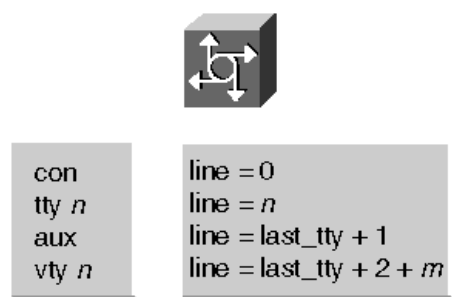 con
tty n
aux
vty n
line = 0
line = n
line = last_tty + 1
line = last_tty + 2 + m